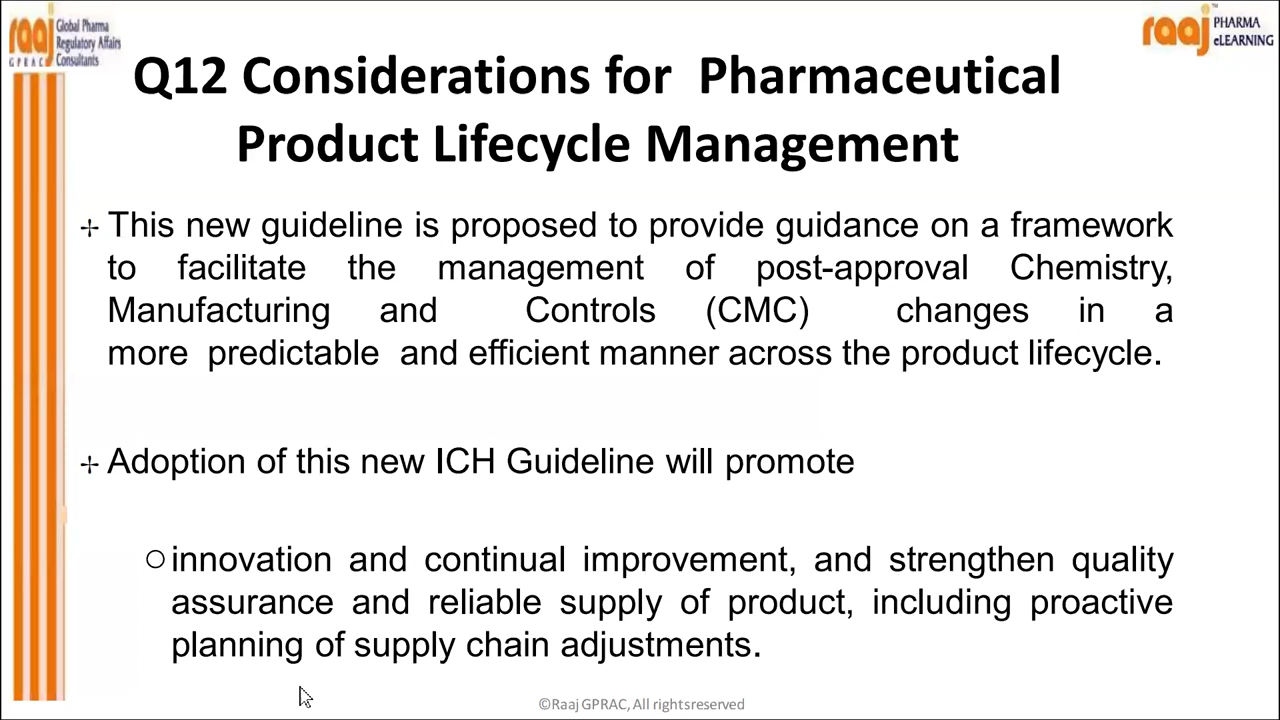 raaj Global Pharma
Regulatory Affairs
GPRAC Consultants
raaj PHARMA
eLEARNING
Q12 Considerations for Pharmaceutical
Product Lifecycle Management
This new guideline is proposed to provide guidance on a framework
to facilitate the management of post-approval Chemistry,
Manufacturing and Controls (CMC) changes in a
more predictable and efficient manner across the product lifecycle.
Adoption of this new ICH Guideline will promote
innovation and continual improvement, and strengthen quality
assurance and reliable supply of product, including proactive
planning of supply chain adjustments.
©Raaj GPRAC, All rightsreserved